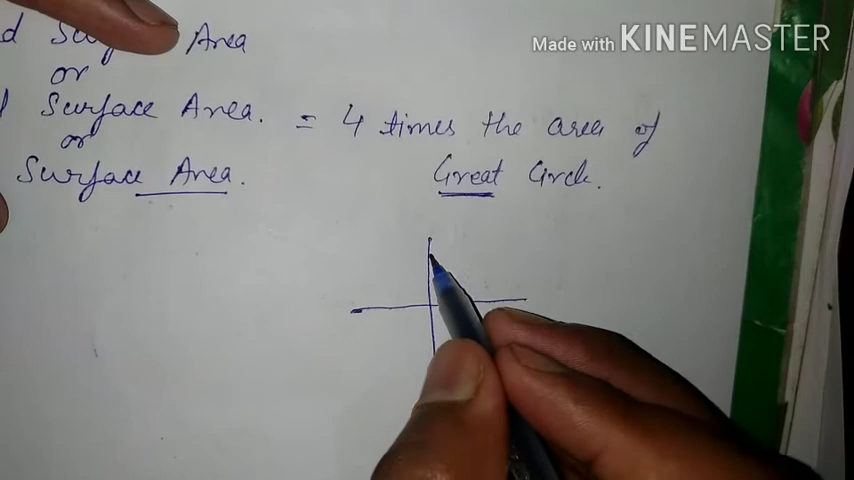 Made with KINEMASTER
Area
or
Surface Area. = 4 times the area of
or
Surface Area. Great Circle.